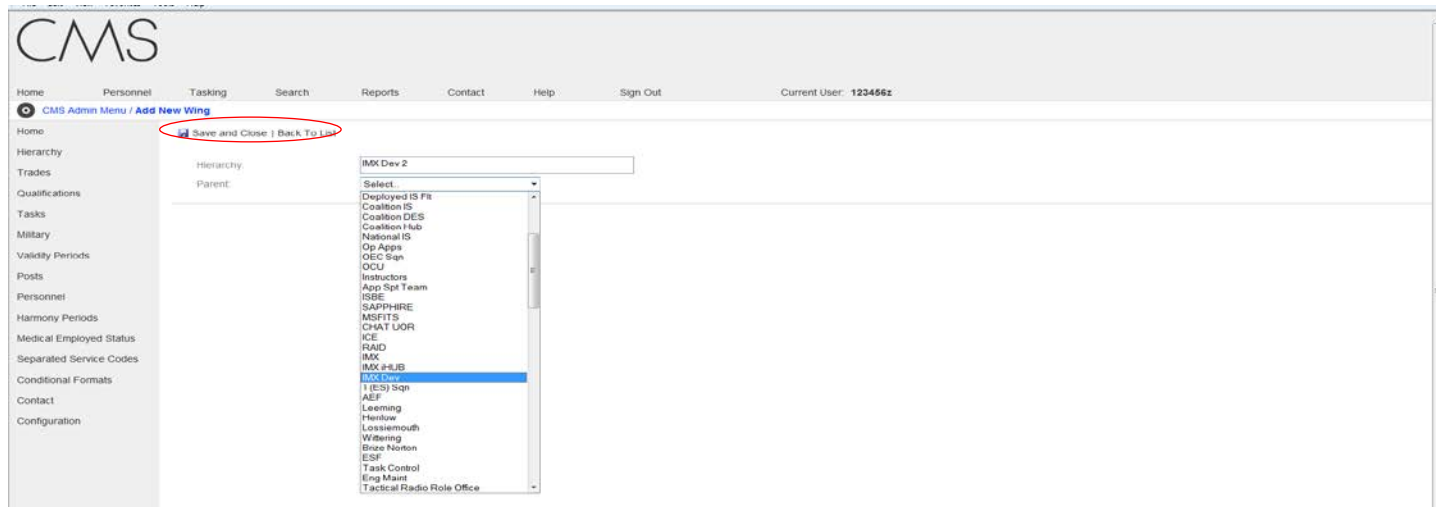 CMS
Home Personnel Tasking Search Reports Contact Help Sign Out Current User: 123456z
CMS Admin Menu / Add New Wing
Home
Hierarchy
Trades
Qualifications
Tasks
Military
Validity Periods
Posts
Personnel
Harmony Periods
Medical Employed Status
Separated Service Codes
Conditional Formats
Contact
Configuration
Save and Close | Back To List
Hierarchy: IMX Dev 2
Parent: Select..
Deployed IS Flt
Coalition IS
Coalition DES
Coalition Hub
National IS
Op Apps
OEC Sqn
OCU
Instructors
App Spt Team
ISBE
SAPPHIRE
MSFITS
CHAT UOR
ICE
RAID
IMX
IMX iHUB
IMX Dev
1 (ES) Sqn
AEF
Leeming
Henlow
Lossiemouth
Wittering
Brize Norton
ESF
Task Control
Eng Maint
Tactical Radio Role Office